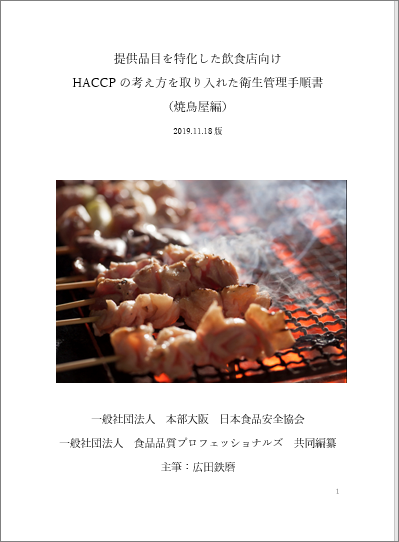 提供品目を特化した飲食店向け
HACCP の考え方を取り入れた衛生管理手順書
（焼鳥屋編）
2019.11.18 版
一般社団法人　本部大阪　日本食品安全協会
一般社団法人　食品品質プロフェッショナルズ　共同編纂
主筆：広田鉄磨
1